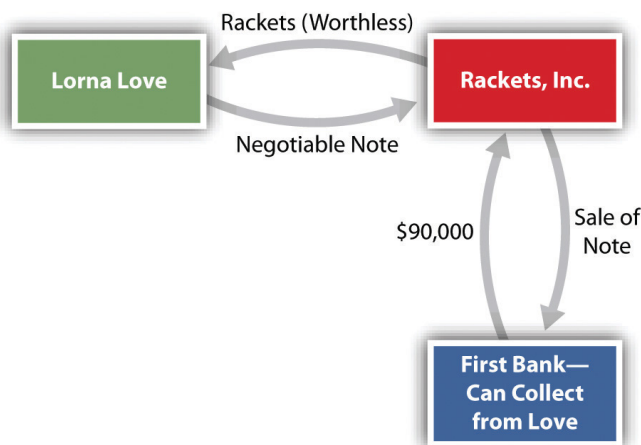 Rackets (Worthless)
Lorna Love
Rackets, Inc.
Negotiable Note
$90,000
Sale of
Note
First Bank—
Can Collect
from Love